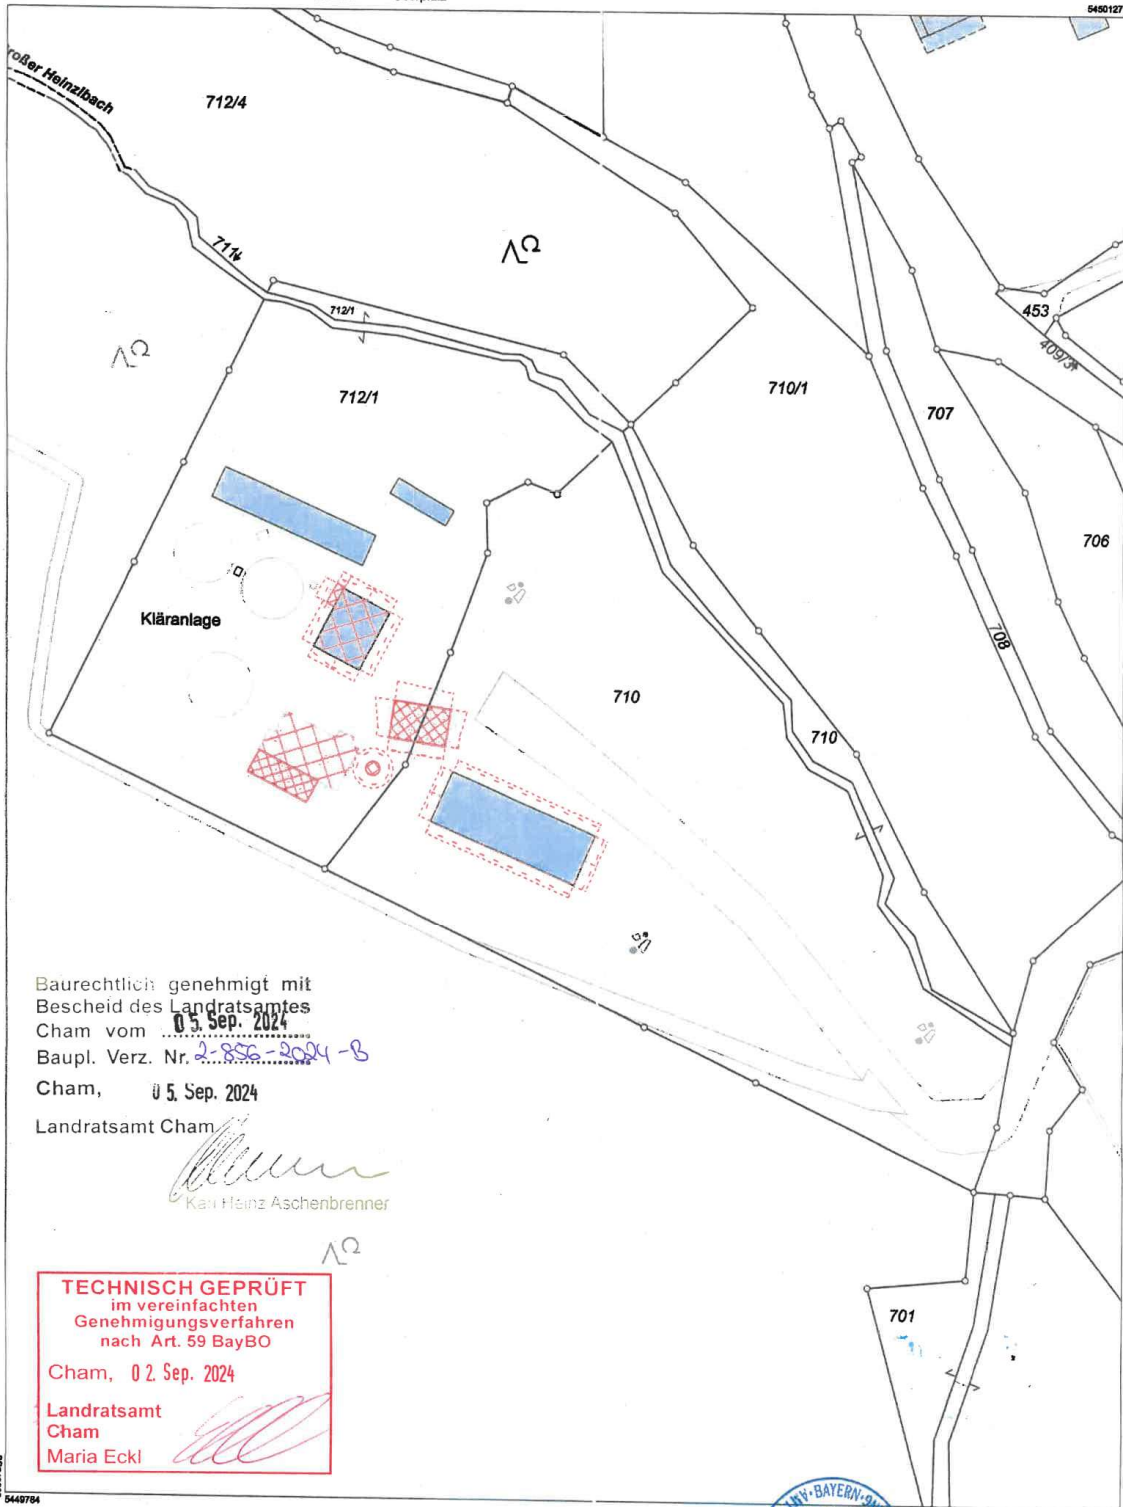 5450127
roßer Heinzlbach
712/4
711
712/1
453
409/3
712/1
710/1
707
706
Kläranlage
708
710
710
Baurechtlich genehmigt mit
Bescheid des Landratsamtes
Cham vom 05. Sep. 2024
Baupl. Verz. Nr. 2-856-2024-B
Cham, 05. Sep. 2024
Landratsamt Cham
Karl Heinz Aschenbrenner
TECHNISCH GEPRÜFT
im vereinfachten
Genehmigungsverfahren
nach Art. 59 BayBO
Cham, 02. Sep. 2024
Landratsamt
Cham
Maria Eckl
701
BAYERN
5449764